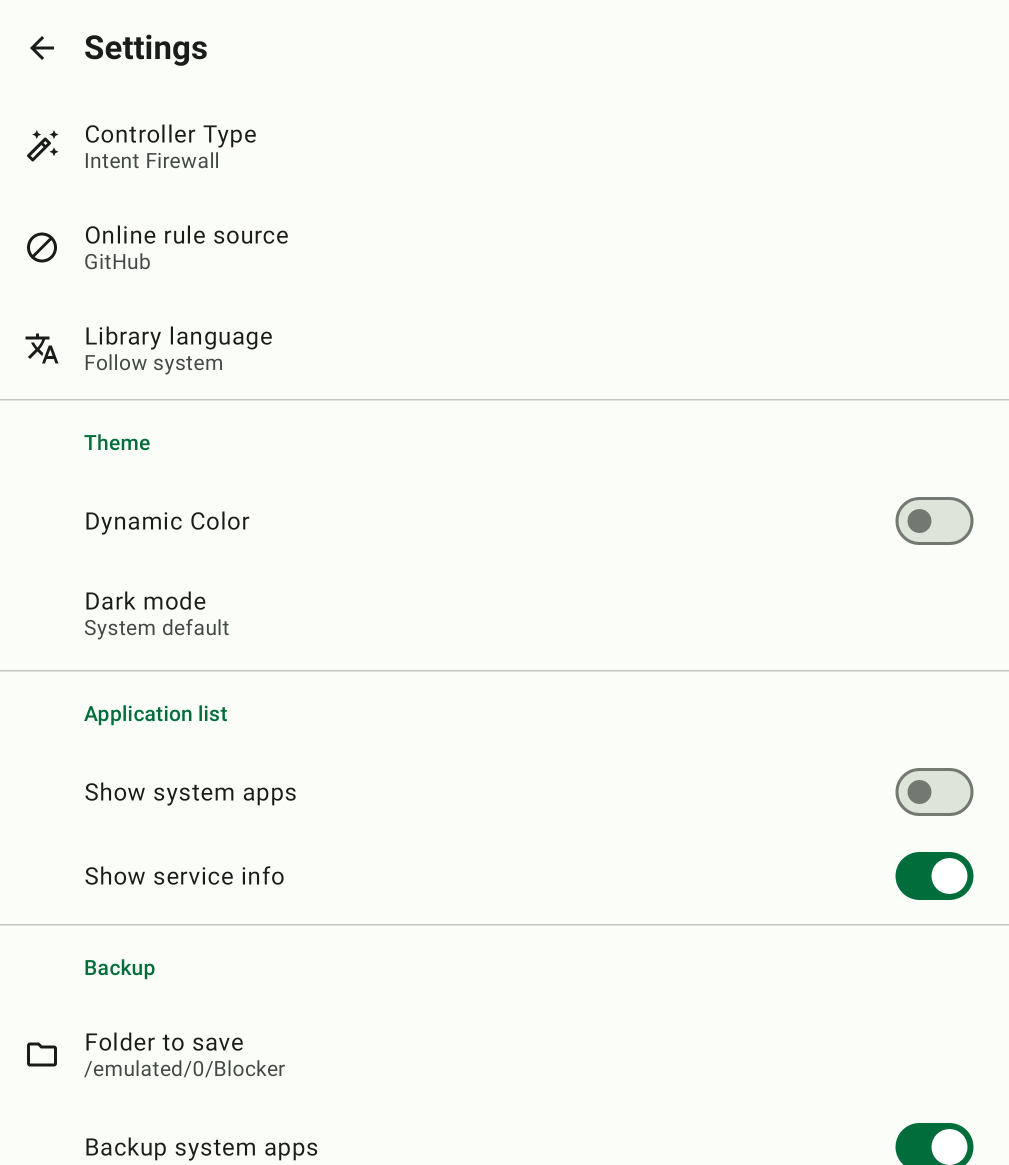 Settings
Controller Type
Intent Firewall
Online rule source
GitHub
Library language
Follow system
Theme
Dynamic Color
Dark mode
System default
Application list
Show system apps
Show service info
Backup
Folder to save
/emulated/0/Blocker
Backup system apps